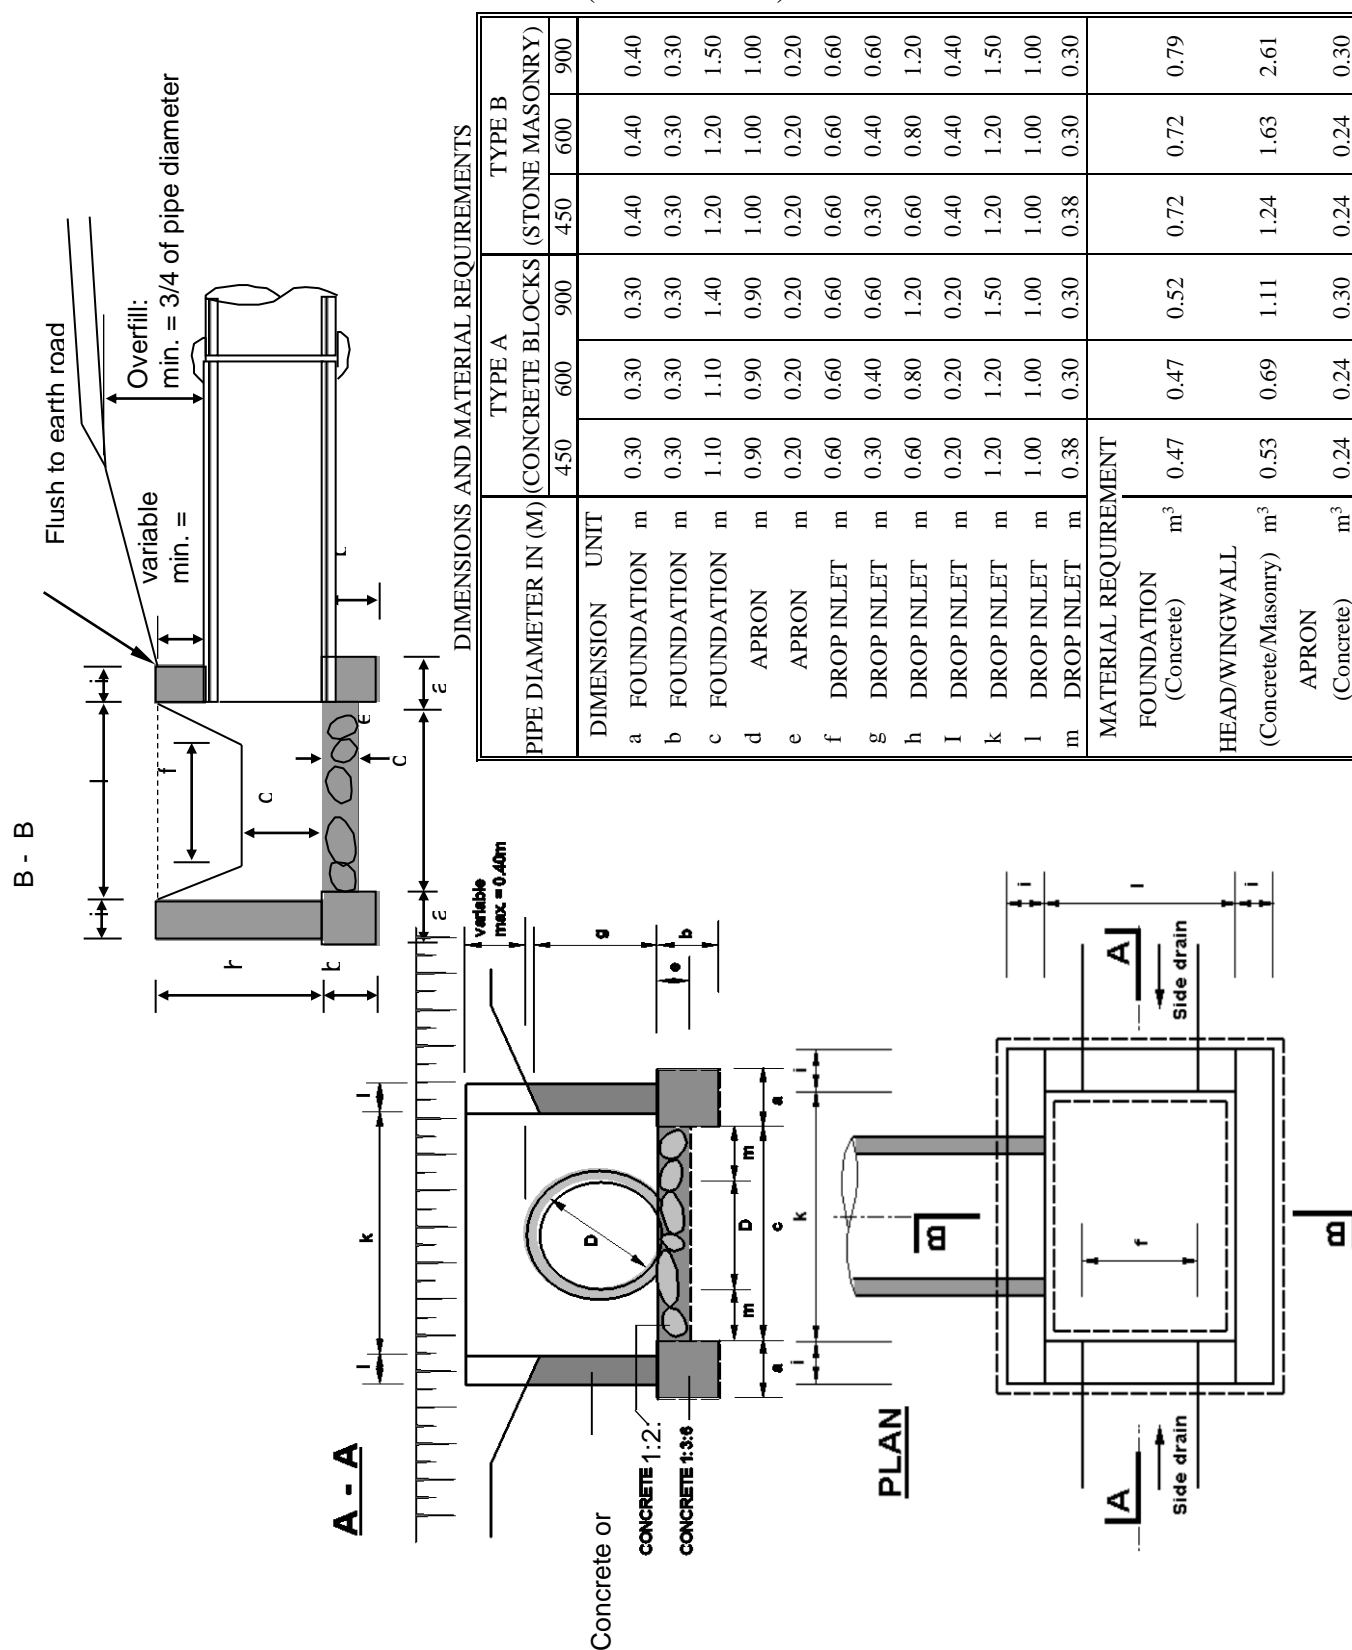 B - B
Flush to earth road
variable
min. =
Overfill:
min. = 3/4 of pipe diameter
h
b
f
a
a
e
A - A
l
k
l
variable
max. = 0.40m
g
b
e
D
m
D
m
a
c
a
Concrete or
CONCRETE 1:2:
CONCRETE 1:3:6
PLAN
i
k
i
i
l
i
f
A
A
Side drain
Side drain
B
B
DIMENSIONS AND MATERIAL REQUIREMENTS
PIPE DIAMETER IN (M) TYPE A (CONCRETE BLOCKS TYPE B (STONE MASONRY)
450 600 900 450 600 900
DIMENSION UNIT
a FOUNDATION m 0.30 0.30 0.30 0.40 0.40 0.40
b FOUNDATION m 0.30 0.30 0.30 0.30 0.30 0.30
c FOUNDATION m 1.10 1.10 1.40 1.20 1.20 1.50
d APRON m 0.90 0.90 0.90 1.00 1.00 1.00
e APRON m 0.20 0.20 0.20 0.20 0.20 0.20
f DROP INLET m 0.60 0.60 0.60 0.60 0.60 0.60
g DROP INLET m 0.30 0.40 0.60 0.30 0.40 0.60
h DROP INLET m 0.60 0.80 1.20 0.60 0.80 1.20
I DROP INLET m 0.20 0.20 0.20 0.40 0.40 0.40
k DROP INLET m 1.20 1.20 1.50 1.20 1.20 1.50
l DROP INLET m 1.00 1.00 1.00 1.00 1.00 1.00
m DROP INLET m 0.38 0.30 0.30 0.38 0.30 0.30
MATERIAL REQUIREMENT
FOUNDATION
(Concrete) m³ 0.47 0.47 0.52 0.72 0.72 0.79
HEAD/WINGWALL
(Concrete/Masonry) m³ 0.53 0.69 1.11 1.24 1.63 2.61
APRON
(Concrete) m³ 0.24 0.24 0.30 0.24 0.24 0.30